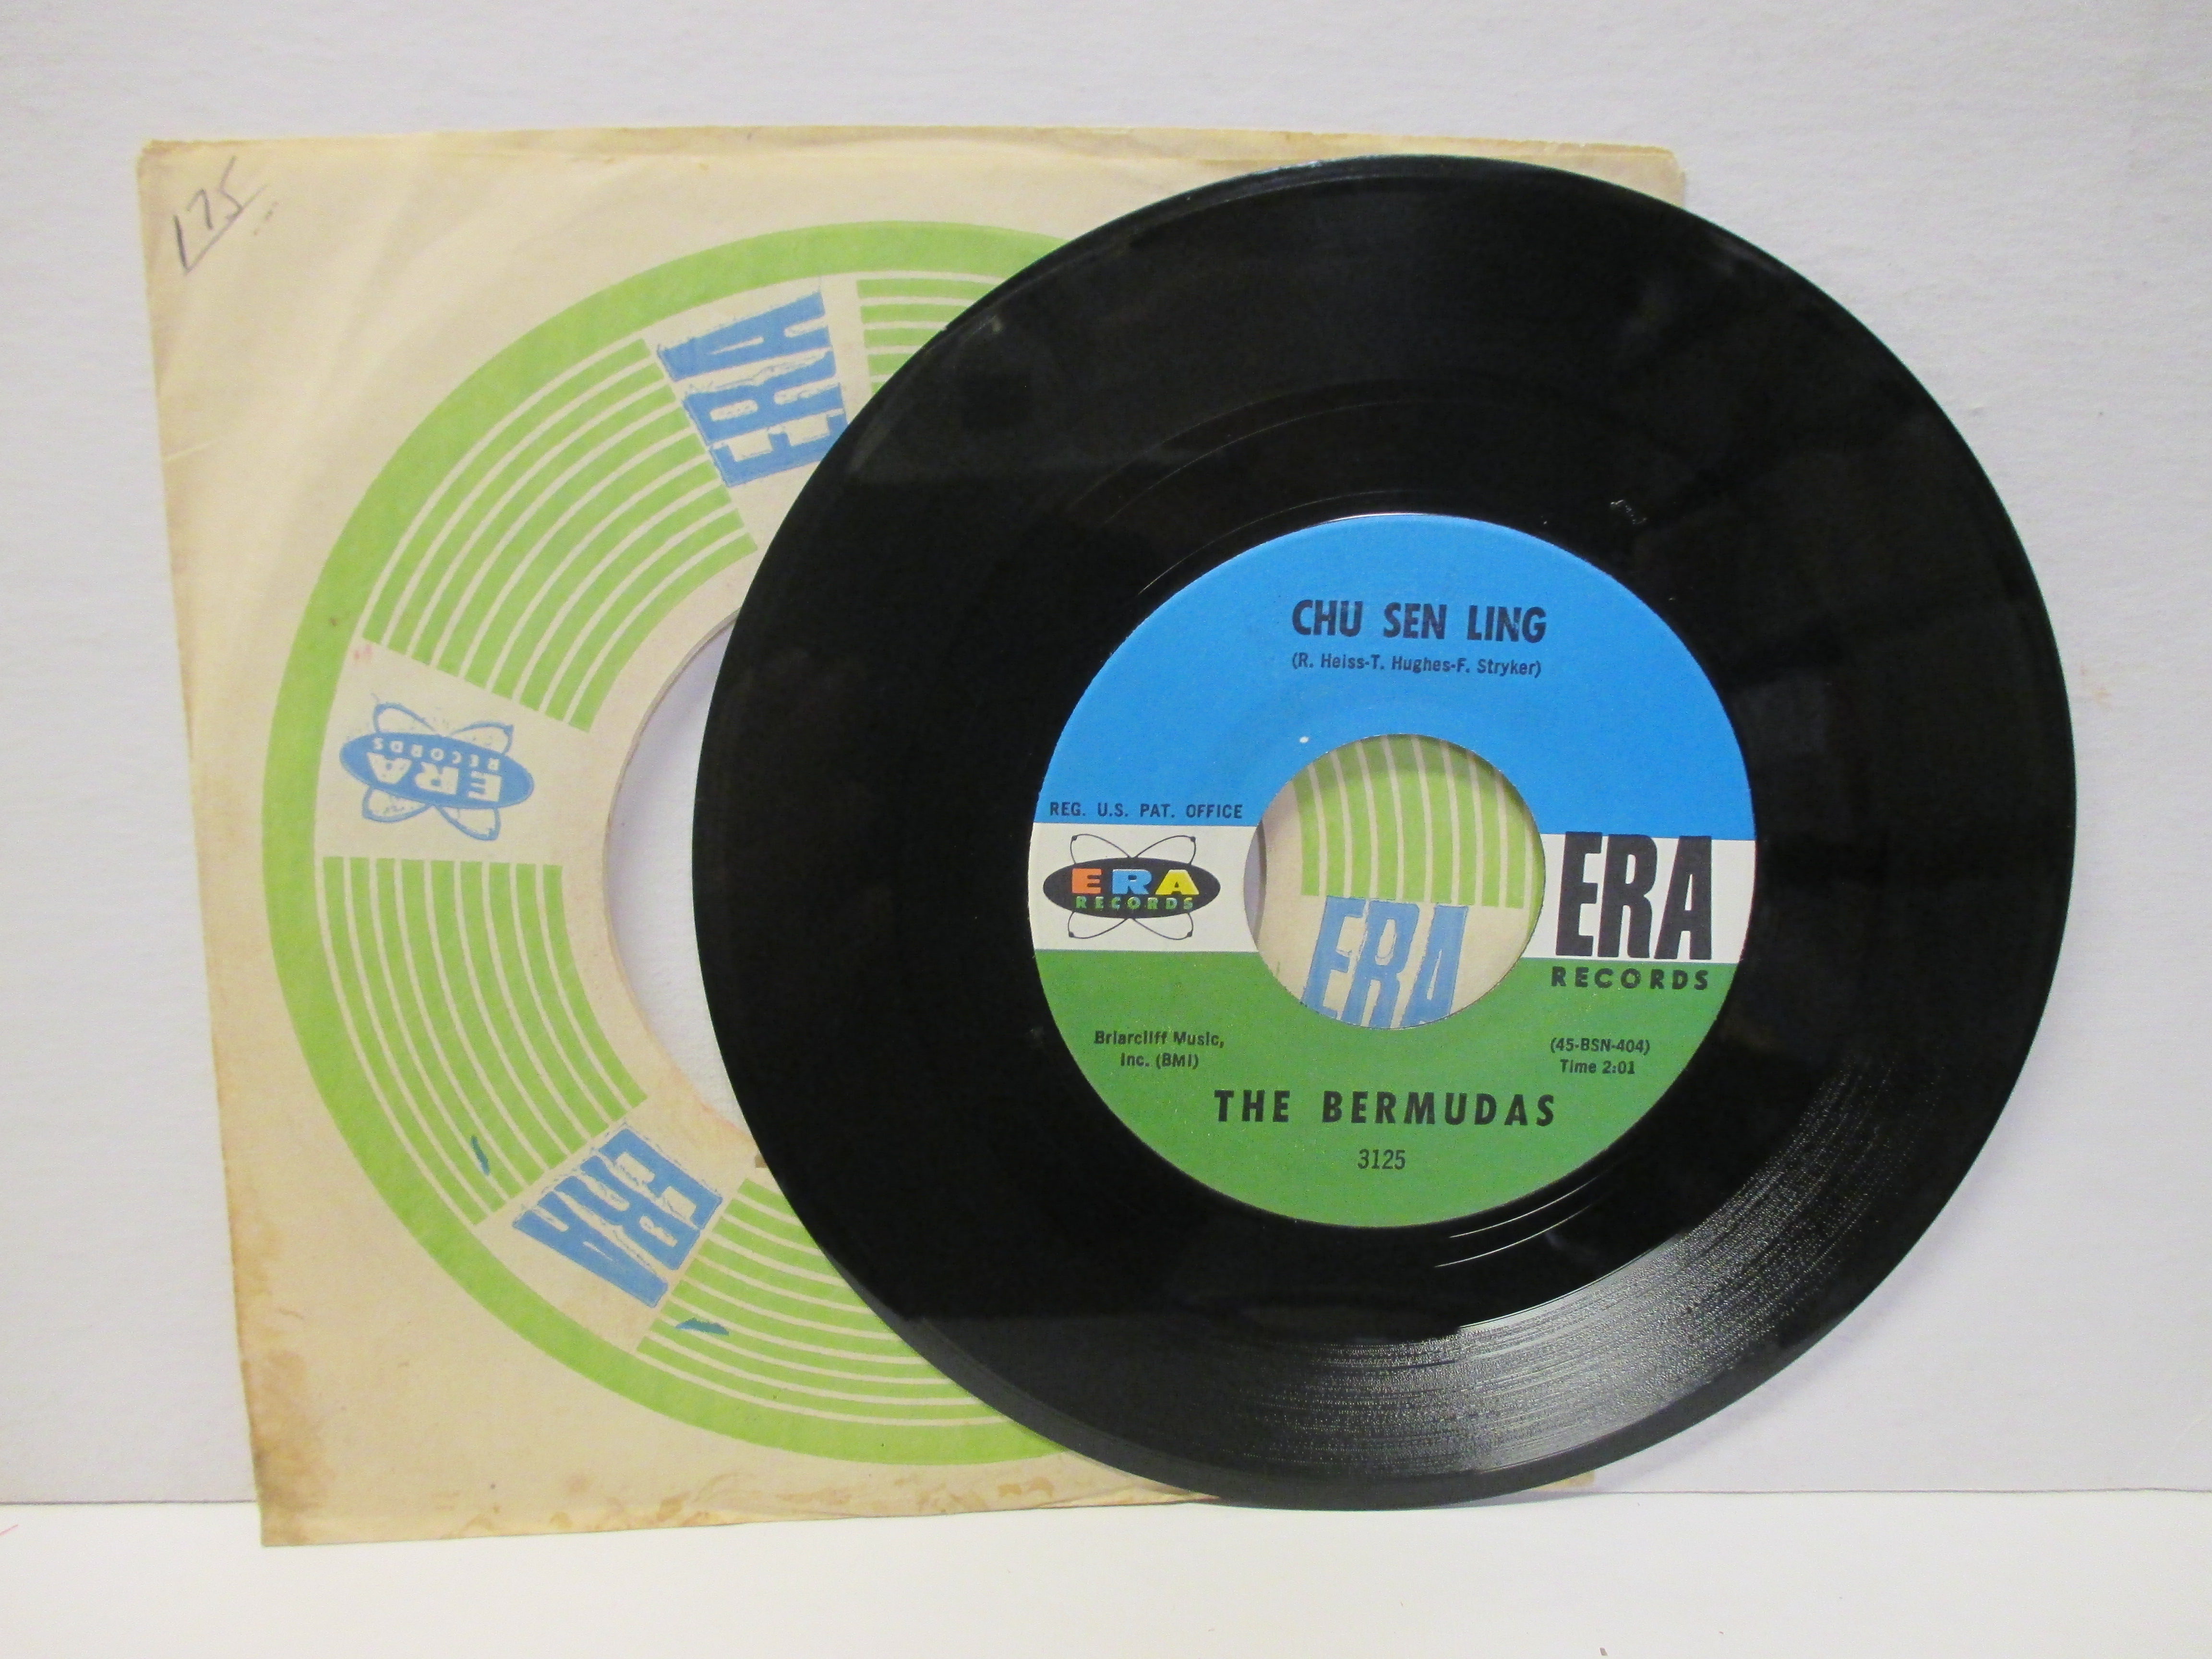 175
ERA
ERA
RECORDS
ERA
CHU SEN LING
(R. Heiss-T. Hughes-F. Stryker)
REG. U.S. PAT. OFFICE
ERA
RECORDS
ERA
ERA
RECORDS
Briarcliff Music,
Inc. (BMI)
(45-BSN-404)
Time 2:01
THE BERMUDAS
3125